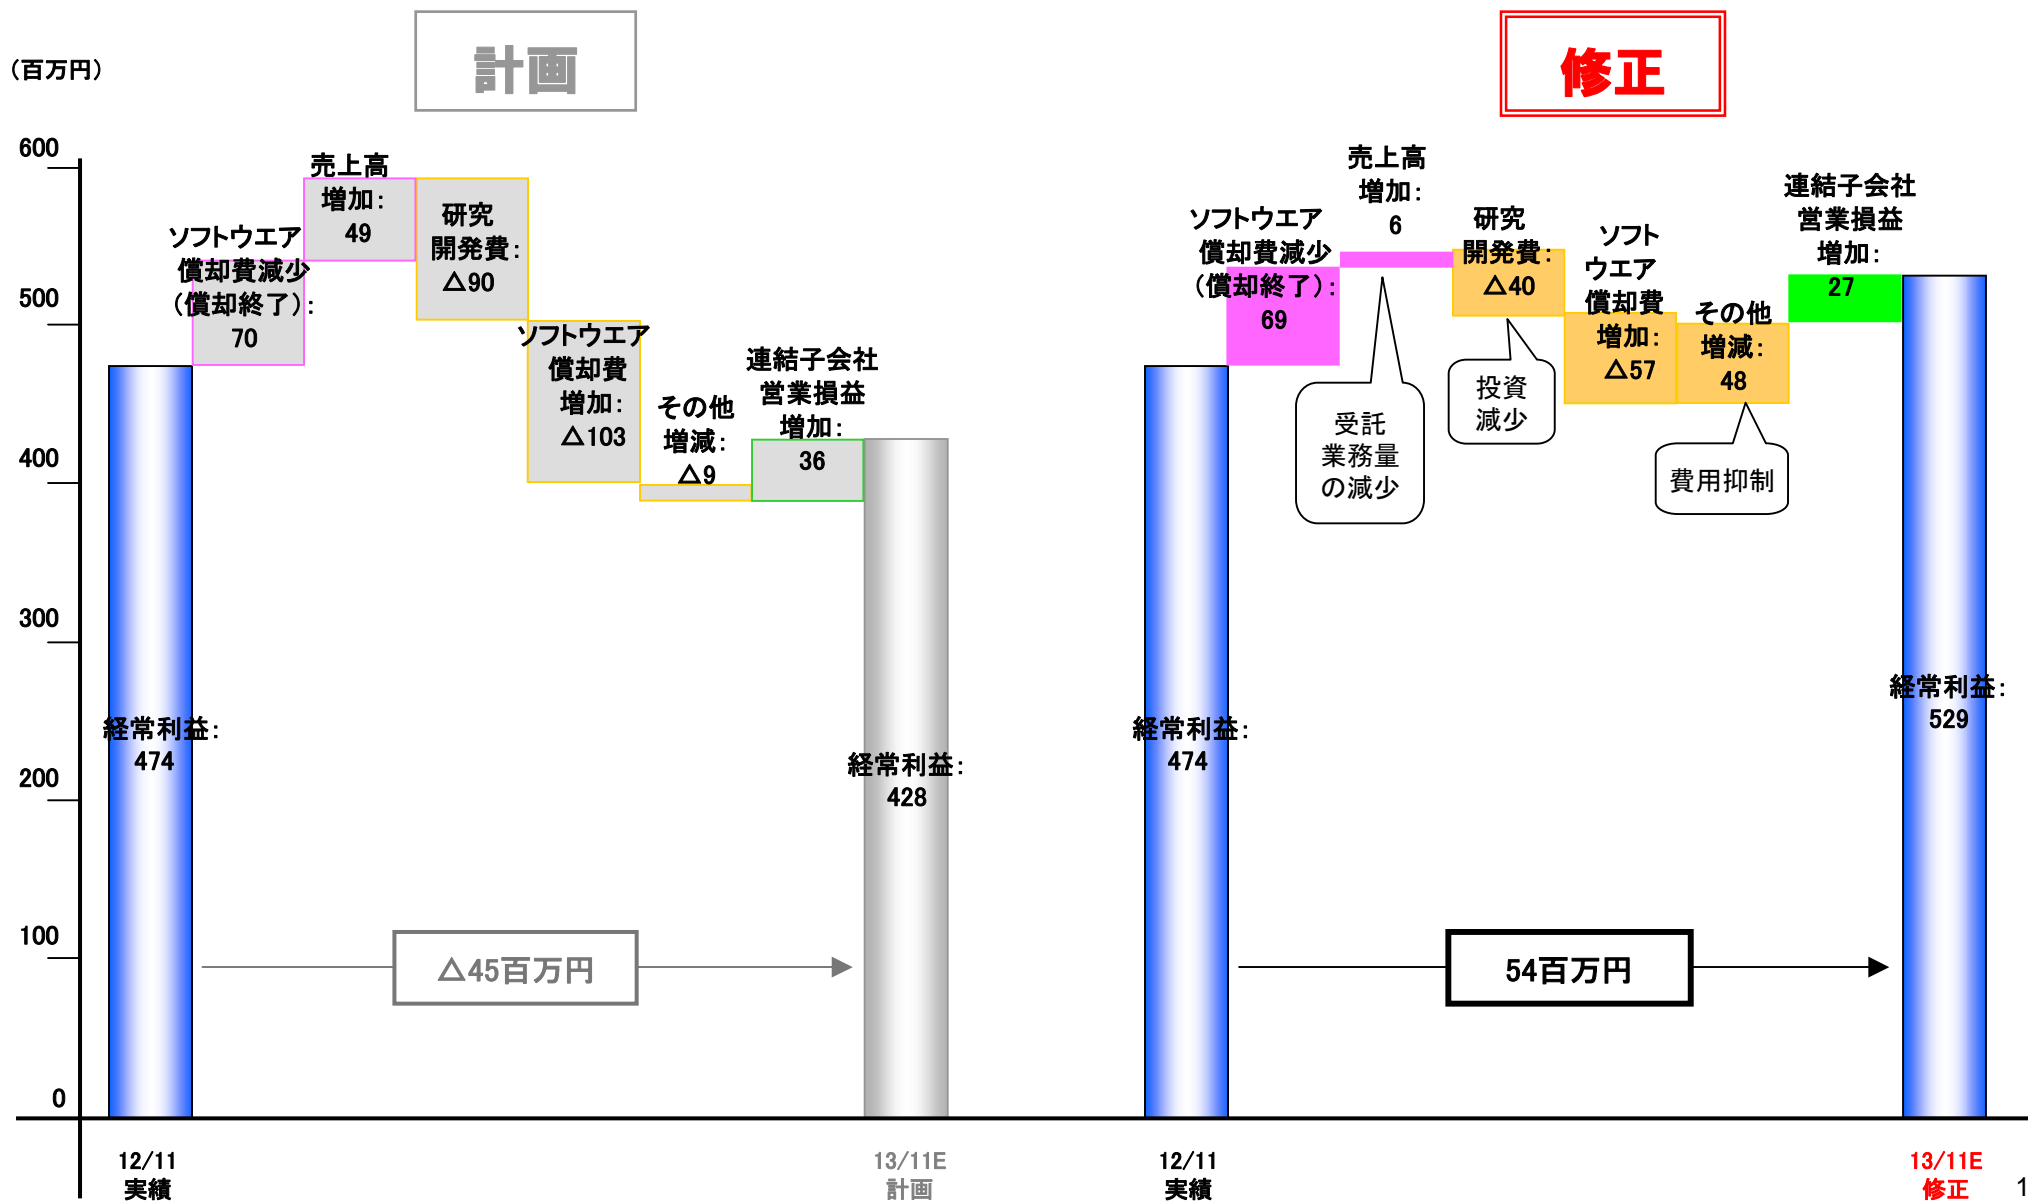 計画
修正
（百万円）
600
500
400
300
200
100
0
ソフトウエア
償却費減少
（償却終了）：
70
売上高
増加：
49
研究
開発費：
△90
ソフトウエア
償却費
増加：
△103
その他
増減：
△9
連結子会社
営業損益
増加：
36
経常利益：
474
経常利益：
428
△45百万円
12/11
実績
13/11E
計画
ソフトウエア
償却費減少
（償却終了）：
69
売上高
増加：
6
研究
開発費：
△40
ソフト
ウエア
償却費
増加：
△57
その他
増減：
48
連結子会社
営業損益
増加：
27
受託
業務量
の減少
投資
減少
費用抑制
経常利益：
474
経常利益：
529
54百万円
12/11
実績
13/11E
修正
1